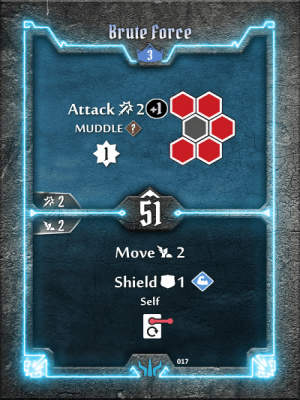 Brute Force
3
Attack 2 +1
MUDDLE ?
1
2
51
2
Move 2
Shield 1
Self
017